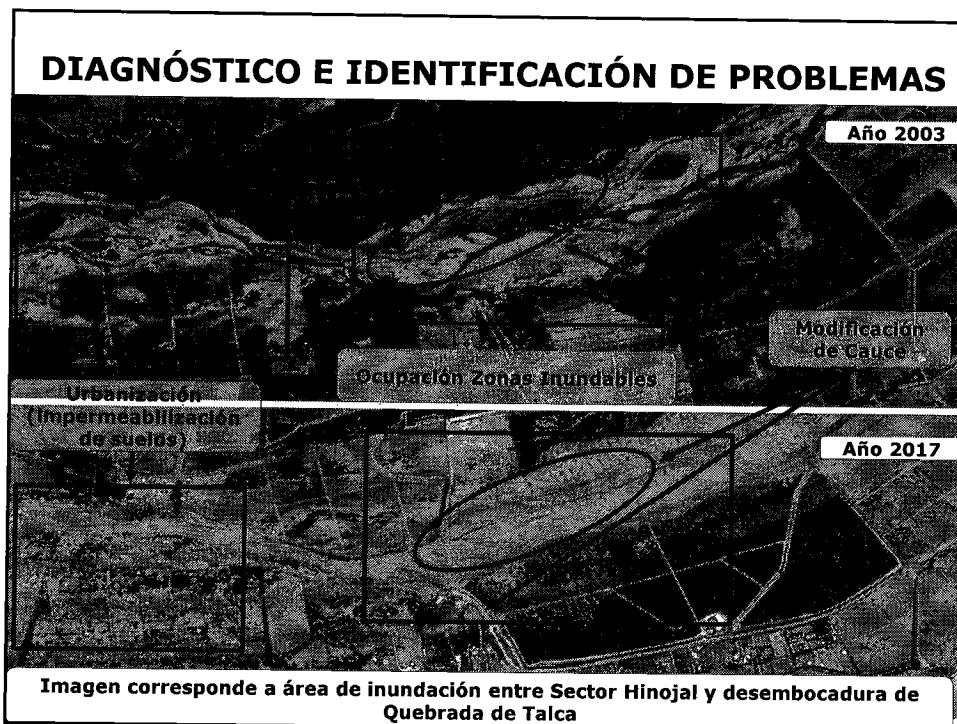 DIAGNÓSTICO E IDENTIFICACIÓN DE PROBLEMAS
Año 2003
Modificación
de Cauce
Ocupación Zonas Inundables
Urbanización
(Impermeabilización
de suelos)
Año 2017
Imagen corresponde a área de inundación entre Sector Hinojal y desembocadura de
Quebrada de Talca